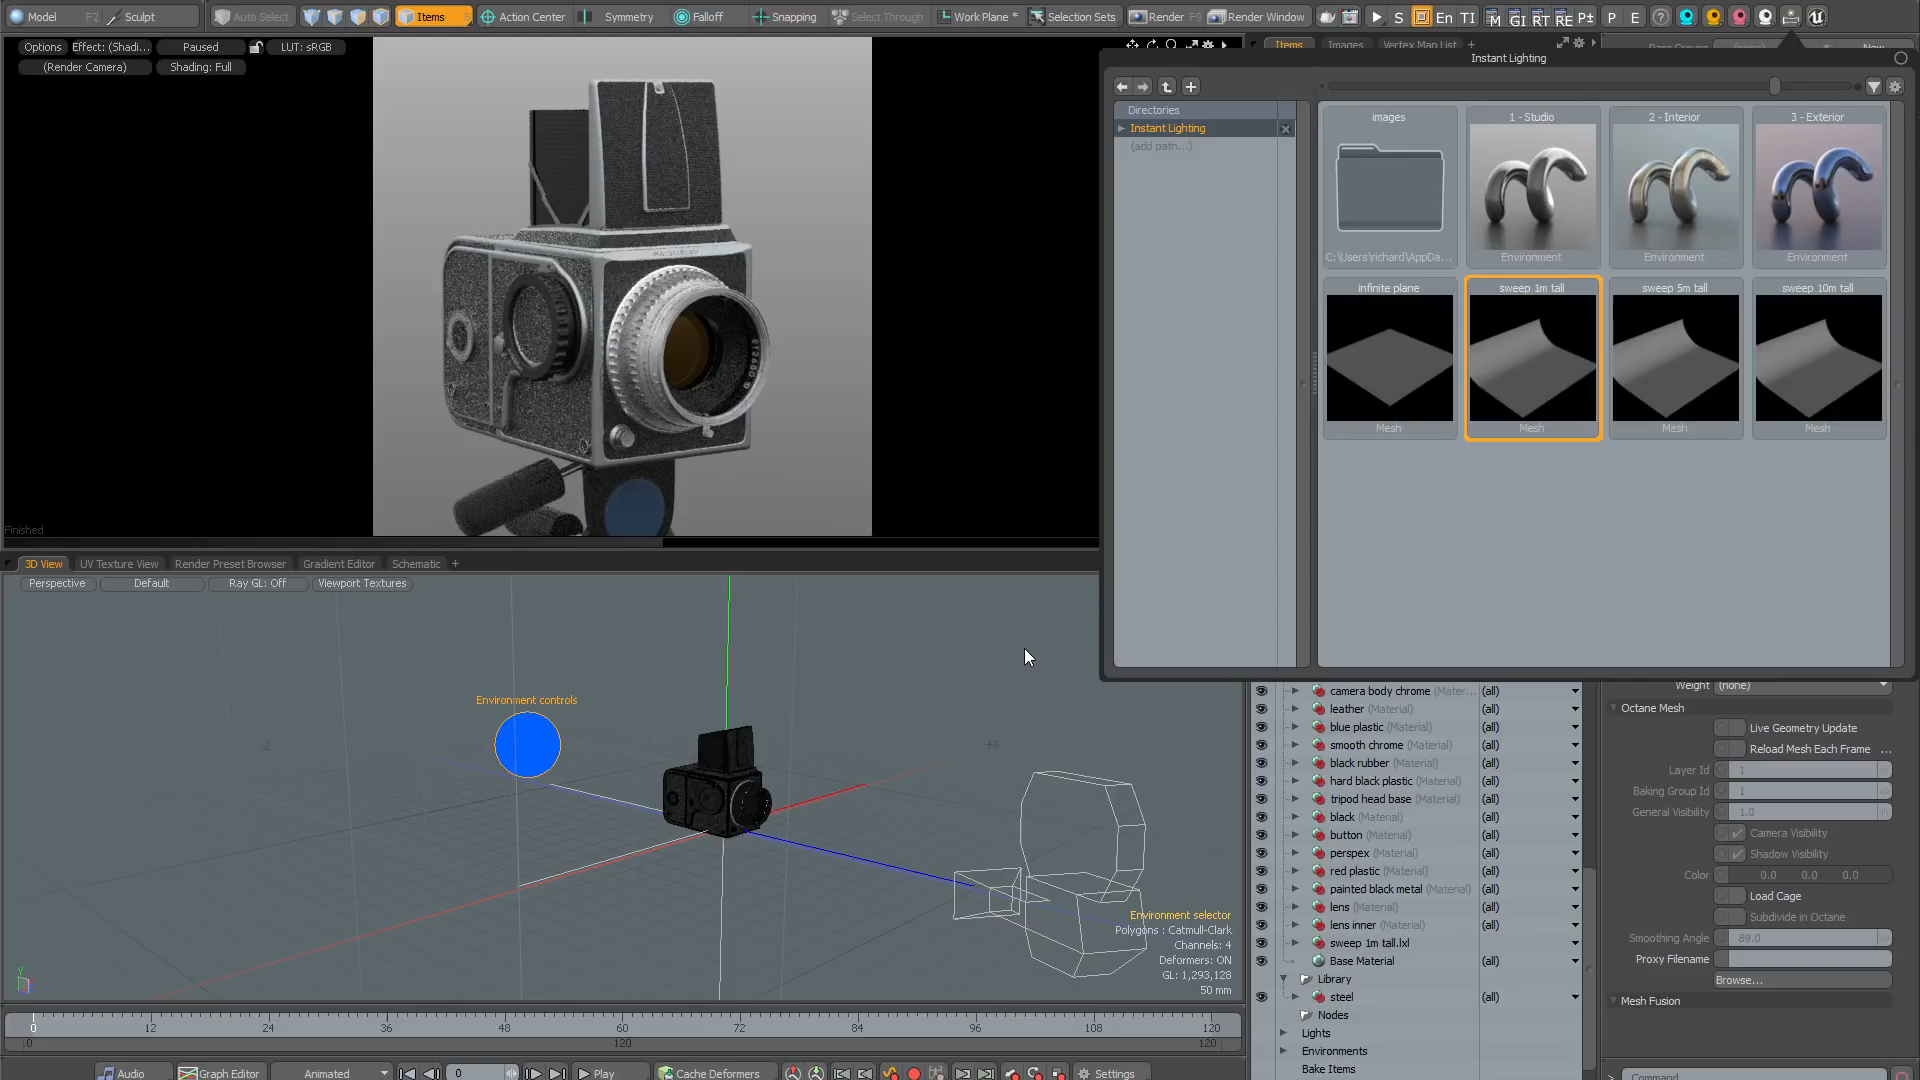 Model F2 Sculpt Auto Select Items Action Center Symmetry Falloff Snapping Select Through Work Plane * Selection Sets Render F9 Render Window S En TI M GI RT RE P± P E ?
Options Effect: (Shadi... Paused LUT: sRGB
(Render Camera) Shading: Full
Items Images Vertex Map List +
New
Instant Lighting
Directories
Instant Lighting
(add path...)
images 1 - Studio 2 - Interior 3 - Exterior
C:\Users\richard\AppDa... Environment Environment Environment
infinite plane sweep 1m tall sweep 5m tall sweep 10m tall
Mesh Mesh Mesh Mesh
HASSELBLAD
Finished
3D View UV Texture View Render Preset Browser Gradient Editor Schematic +
Perspective Default Ray GL: Off Viewport Textures
Environment controls
-Z
+X
Environment selector
Polygons : Catmull-Clark
Channels: 4
Deformers: ON
GL: 1,293,128
50 mm
Y
camera body chrome (Mater... (all)
leather (Material) (all)
blue plastic (Material) (all)
smooth chrome (Material) (all)
black rubber (Material) (all)
hard black plastic (Material) (all)
tripod head base (Material) (all)
black (Material) (all)
button (Material) (all)
perspex (Material) (all)
red plastic (Material) (all)
painted black metal (Material) (all)
lens (Material) (all)
lens inner (Material) (all)
sweep 1m tall.lxl (all)
Base Material (all)
Library
steel (all)
Nodes
Lights
Environments
Bake Items
Weight (none)
Octane Mesh
Live Geometry Update
Reload Mesh Each Frame ...
Layer Id 1
Baking Group Id 1
General Visibility 1.0
Camera Visibility
Shadow Visibility
Color 0.0 0.0 0.0
Load Cage
Subdivide in Octane
Smoothing Angle 89.0
Proxy Filename
Browse...
Mesh Fusion
0 12 24 36 48 60 72 84 96 108 120
0 120 120
Audio Graph Editor Animated 0 Play Cache Deformers Settings
Command